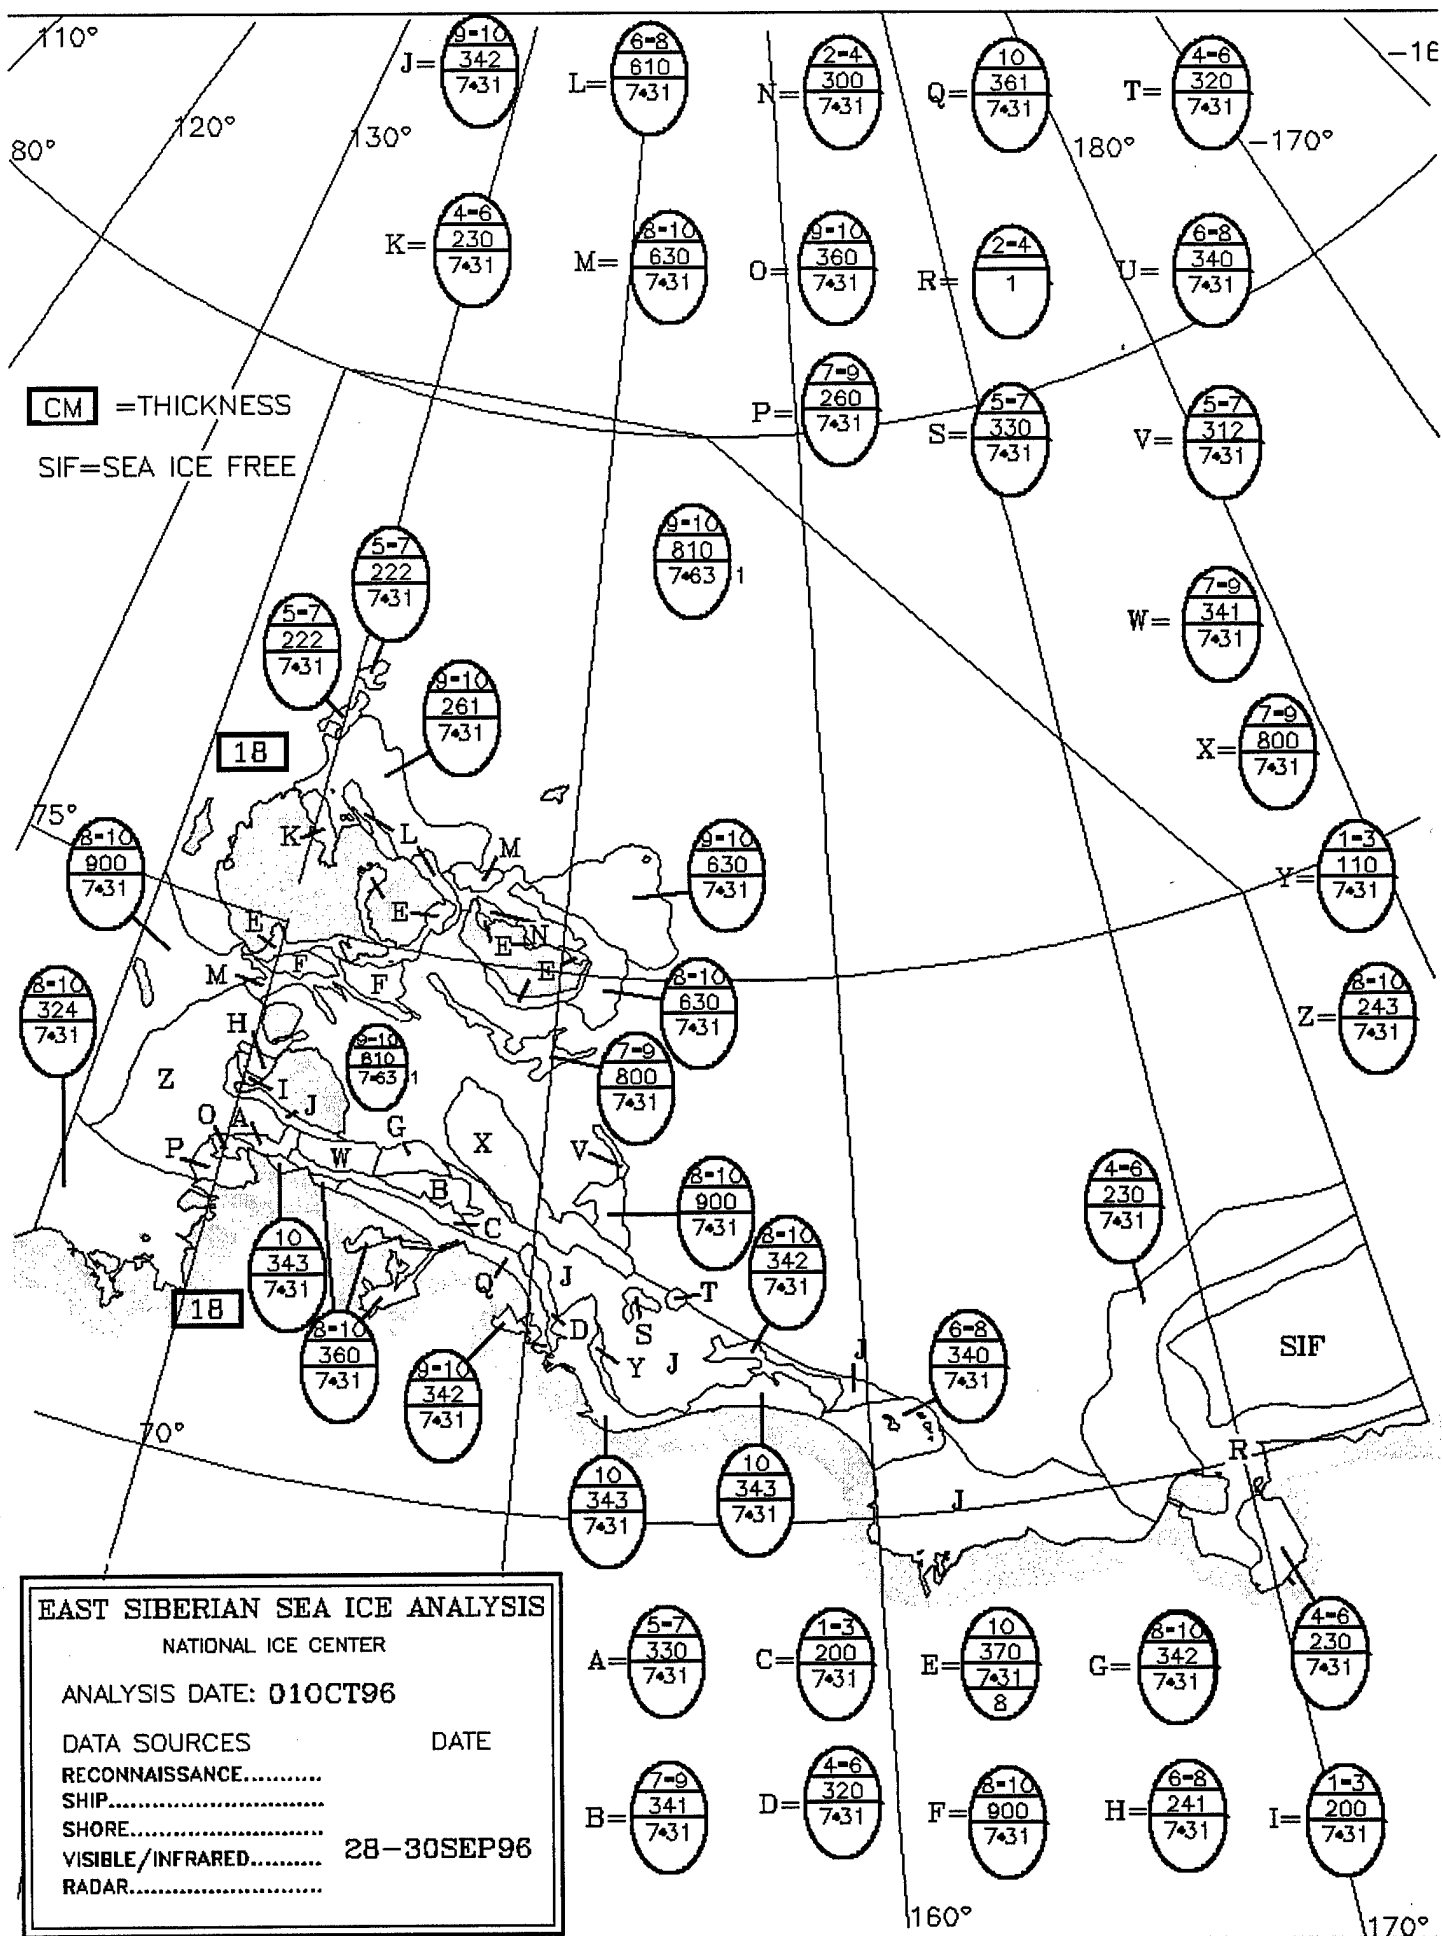 110°
120°
130°
80°
180°
-170°
-16
J=
9-10
342
7•31
L=
6-8
610
7•31
N=
2-4
300
7•31
Q=
10
361
7•31
T=
4-6
320
7•31
K=
4-6
230
7•31
M=
8-10
630
7•31
O=
9-10
360
7•31
R=
2-4
1
U=
6-8
340
7•31
P=
7-9
260
7•31
S=
5-7
330
7•31
V=
5-7
312
7•31
CM =THICKNESS
SIF=SEA ICE FREE
5-7
222
7•31
5-7
222
7•31
9-10
261
7•31
9-10
810
7•63 1
W=
7-9
341
7•31
X=
7-9
800
7•31
18
75°
8-10
900
7•31
K
L
M
9-10
630
7•31
Y=
1-3
110
7•31
E
E
E
N
E
M
F
F
8-10
324
7•31
8-10
630
7•31
Z=
8-10
243
7•31
H
Z
I
J
9-10
810
7•63 1
7-9
800
7•31
O
A
P
W
G
X
V
B
C
8-10
900
7•31
4-6
230
7•31
10
343
7•31
Q
J
8-10
342
7•31
18
T
S
D
Y
J
J
SIF
8-10
360
7•31
9-10
342
7•31
6-8
340
7•31
70°
10
343
7•31
10
343
7•31
J
R
EAST SIBERIAN SEA ICE ANALYSIS
NATIONAL ICE CENTER
ANALYSIS DATE: 01OCT96
DATA SOURCES DATE
RECONNAISSANCE...........
SHIP..............................
SHORE...........................
VISIBLE/INFRARED.......... 28-30SEP96
RADAR...........................
A=
5-7
330
7•31
C=
1-3
200
7•31
E=
10
370
7•31
8
G=
8-10
342
7•31
4-6
230
7•31
B=
7-9
341
7•31
D=
4-6
320
7•31
F=
8-10
900
7•31
H=
6-8
241
7•31
I=
1-3
200
7•31
160°
170°